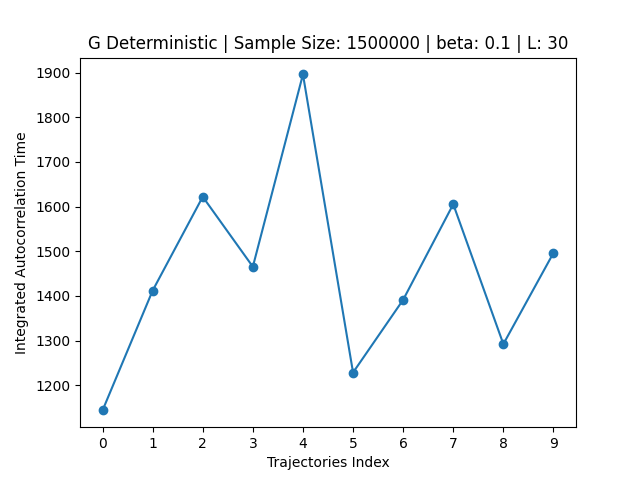 G Deterministic | Sample Size: 1500000 | beta: 0.1 | L: 30
Integrated Autocorrelation Time
1900
1800
1700
1600
1500
1400
1300
1200
0 1 2 3 4 5 6 7 8 9
Trajectories Index